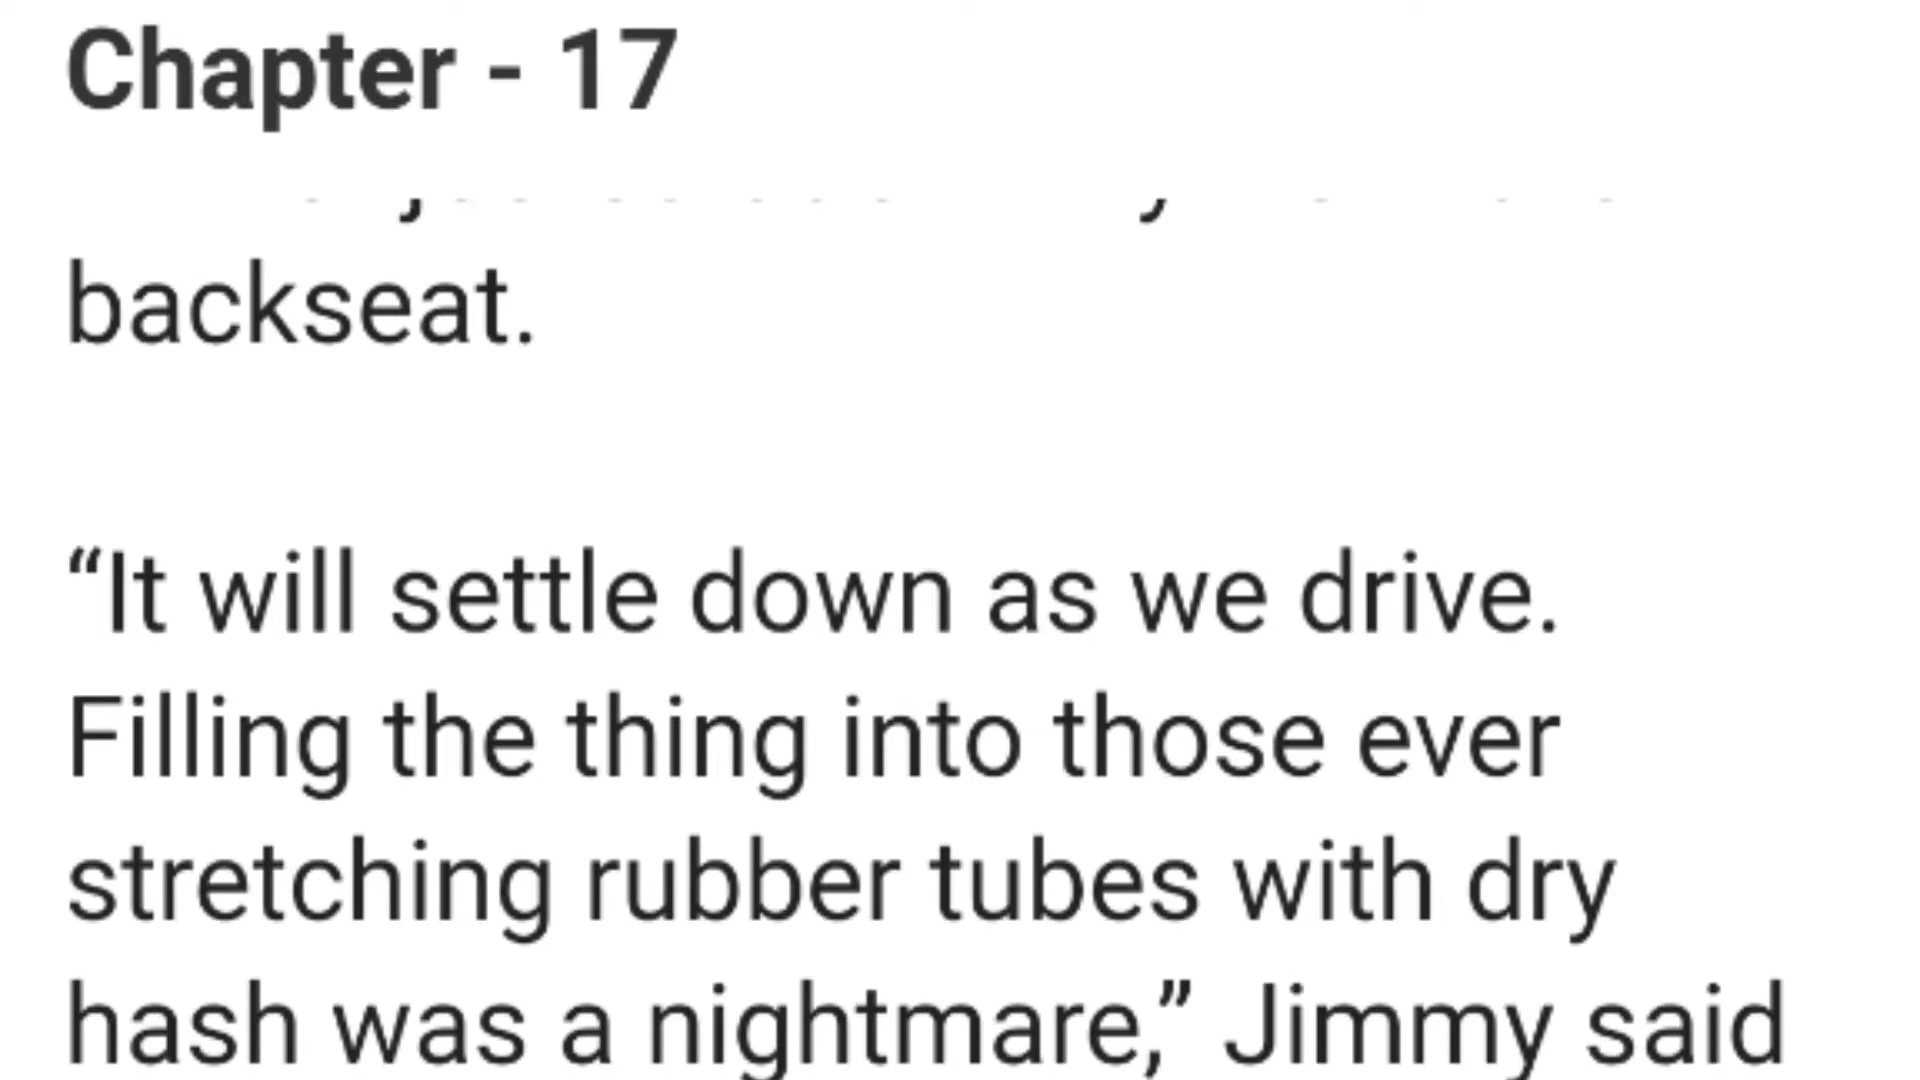 Chapter - 17
backseat.
“It will settle down as we drive.
Filling the thing into those ever
stretching rubber tubes with dry
hash was a nightmare,” Jimmy said